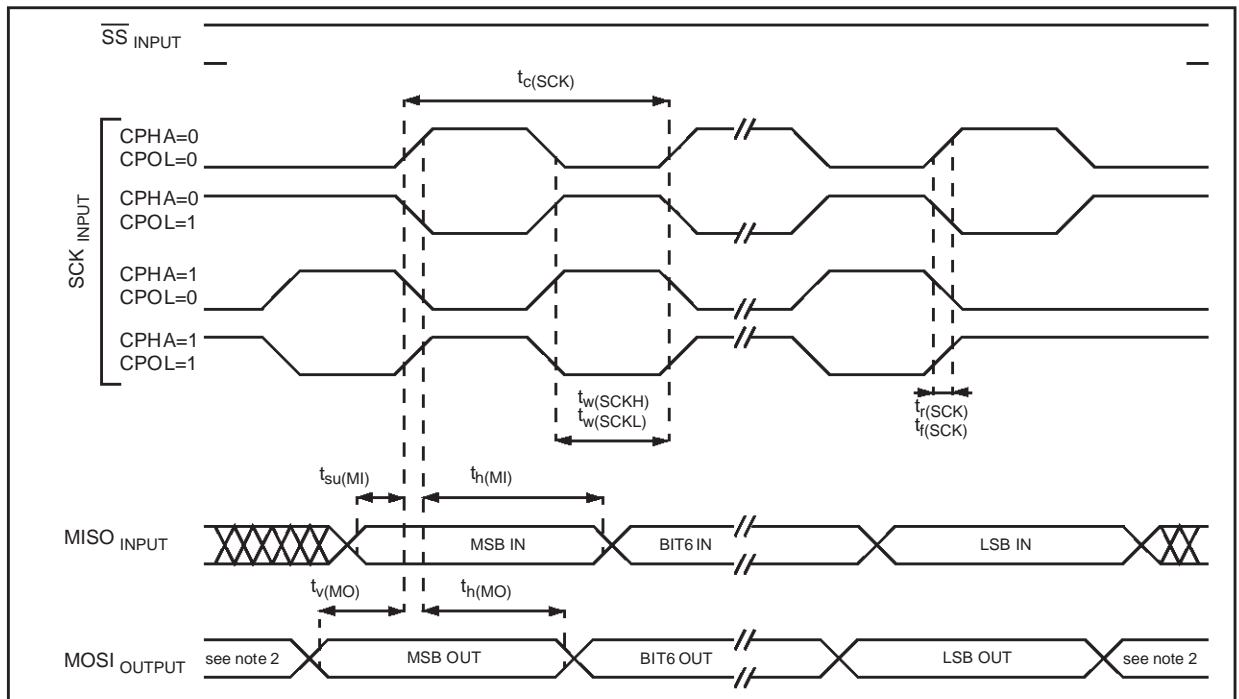 SS INPUT
tc(SCK)
SCK INPUT
CPHA=0
CPOL=0
CPHA=0
CPOL=1
CPHA=1
CPOL=0
CPHA=1
CPOL=1
tw(SCKH)
tw(SCKL)
tr(SCK)
tf(SCK)
tsu(MI)
th(MI)
MISO INPUT
MSB IN
BIT6 IN
LSB IN
tv(MO)
th(MO)
MOSI OUTPUT
see note 2
MSB OUT
BIT6 OUT
LSB OUT
see note 2